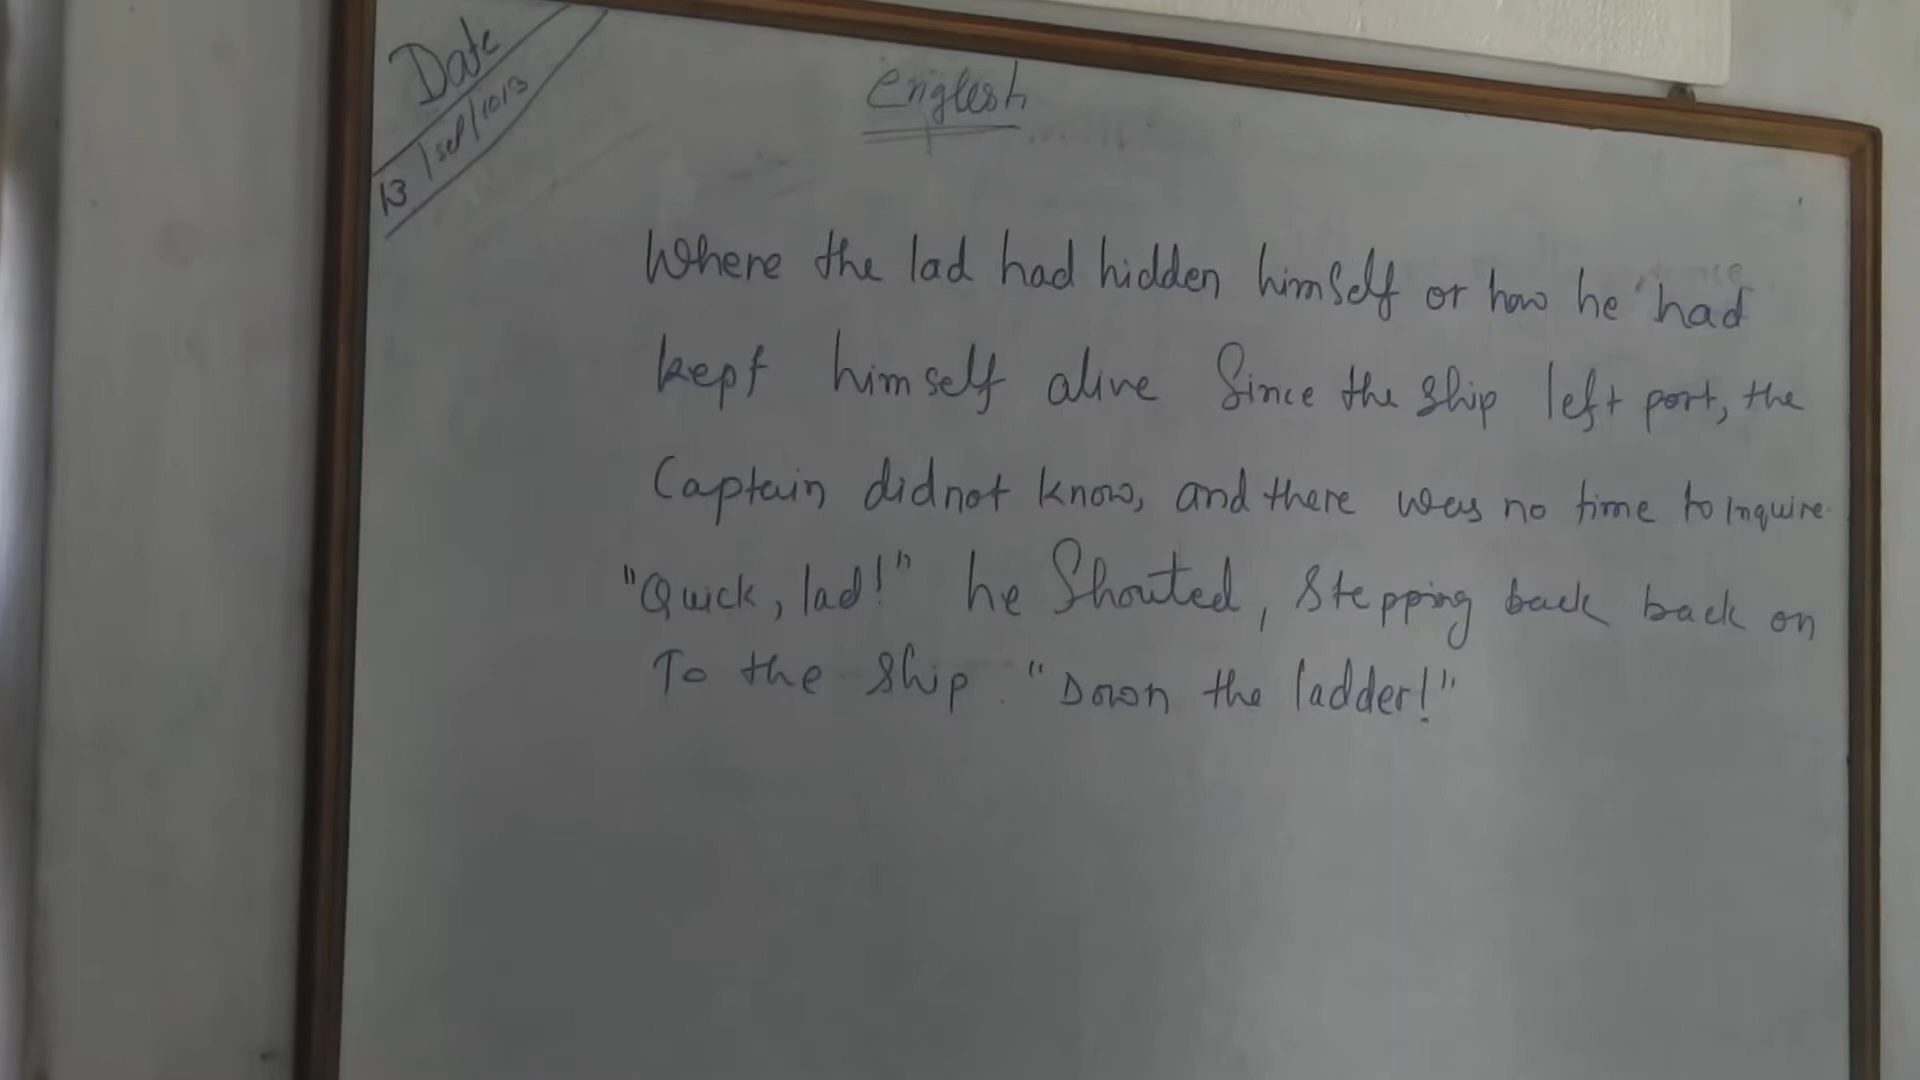 Date
13/sep/1013
English
Where the lad had hidden himself or how he had
kept himself alive Since the Ship left port, the
Captain didnot know, and there was no time to Inquire.
"Quick, lad!" he Shouted, Stepping back back on
To the Ship. "Down the ladder!"